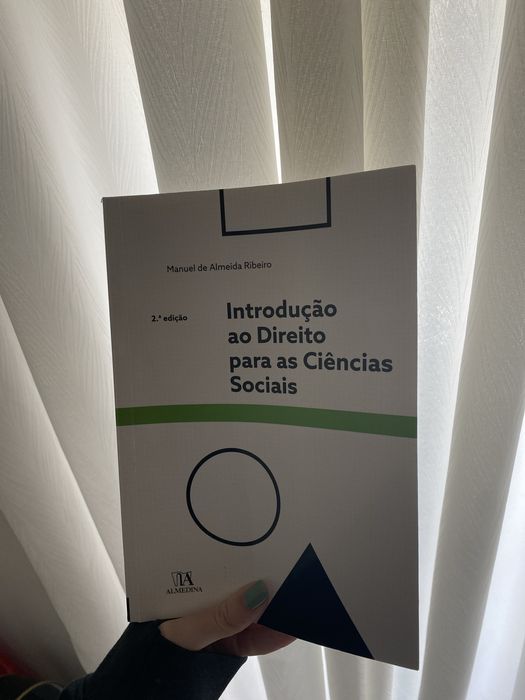 Manuel de Almeida Ribeiro
2.ª edição
Introdução
ao Direito
para as Ciências
Sociais
ALMEDINA